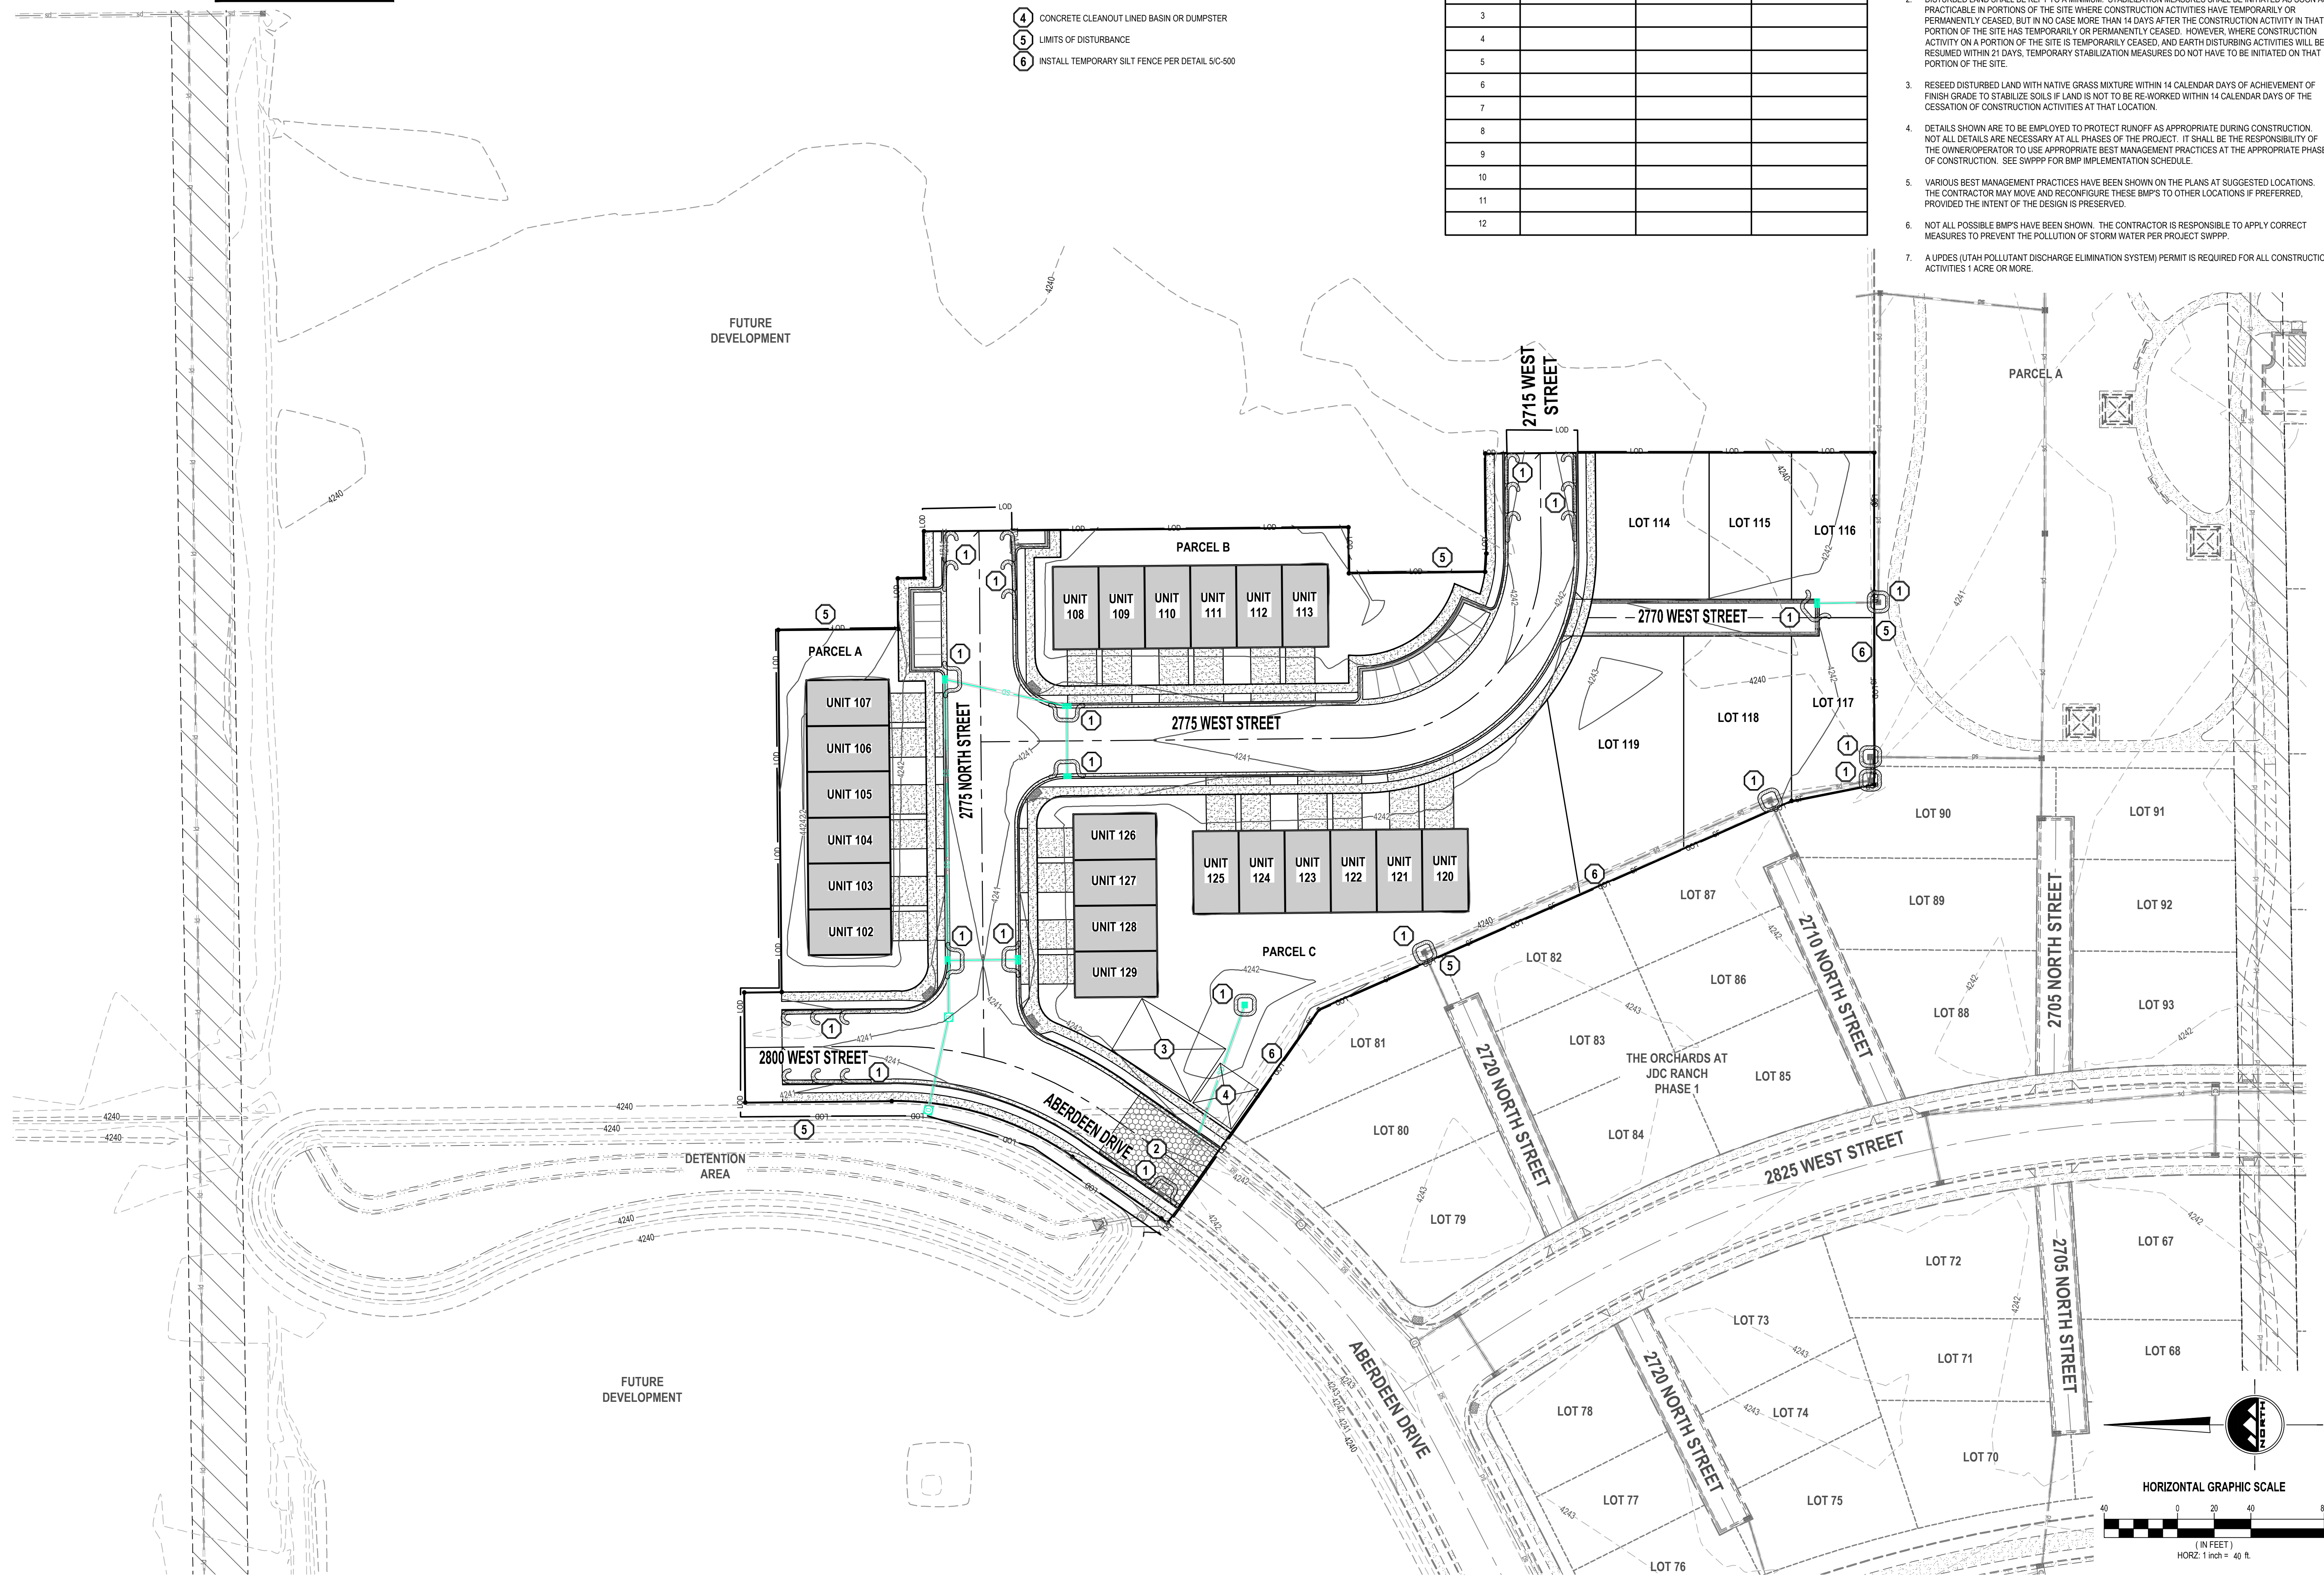 4 CONCRETE CLEANOUT LINED BASIN OR DUMPSTER
5 LIMITS OF DISTURBANCE
6 INSTALL TEMPORARY SILT FENCE PER DETAIL 5/C-500
3
4
5
6
7
8
9
10
11
12
PRACTICABLE IN PORTIONS OF THE SITE WHERE CONSTRUCTION ACTIVITIES HAVE TEMPORARILY OR
PERMANENTLY CEASED, BUT IN NO CASE MORE THAN 14 DAYS AFTER THE CONSTRUCTION ACTIVITY IN THAT
PORTION OF THE SITE HAS TEMPORARILY OR PERMANENTLY CEASED. HOWEVER, WHERE CONSTRUCTION
ACTIVITY ON A PORTION OF THE SITE IS TEMPORARILY CEASED, AND EARTH DISTURBING ACTIVITIES WILL BE
RESUMED WITHIN 21 DAYS, TEMPORARY STABILIZATION MEASURES DO NOT HAVE TO BE INITIATED ON THAT
PORTION OF THE SITE.
3. RESEED DISTURBED LAND WITH NATIVE GRASS MIXTURE WITHIN 14 CALENDAR DAYS OF ACHIEVEMENT OF
FINISH GRADE TO STABILIZE SOILS IF LAND IS NOT TO BE RE-WORKED WITHIN 14 CALENDAR DAYS OF THE
CESSATION OF CONSTRUCTION ACTIVITIES AT THAT LOCATION.
4. DETAILS SHOWN ARE TO BE EMPLOYED TO PROTECT RUNOFF AS APPROPRIATE DURING CONSTRUCTION.
NOT ALL DETAILS ARE NECESSARY AT ALL PHASES OF THE PROJECT. IT SHALL BE THE RESPONSIBILITY OF
THE OWNER/OPERATOR TO USE APPROPRIATE BEST MANAGEMENT PRACTICES AT THE APPROPRIATE PHASE
OF CONSTRUCTION. SEE SWPPP FOR BMP IMPLEMENTATION SCHEDULE.
5. VARIOUS BEST MANAGEMENT PRACTICES HAVE BEEN SHOWN ON THE PLANS AT SUGGESTED LOCATIONS.
THE CONTRACTOR MAY MOVE AND RECONFIGURE THESE BMP'S TO OTHER LOCATIONS IF PREFERRED,
PROVIDED THE INTENT OF THE DESIGN IS PRESERVED.
6. NOT ALL POSSIBLE BMP'S HAVE BEEN SHOWN. THE CONTRACTOR IS RESPONSIBLE TO APPLY CORRECT
MEASURES TO PREVENT THE POLLUTION OF STORM WATER PER PROJECT SWPPP.
7. A UPDES (UTAH POLLUTANT DISCHARGE ELIMINATION SYSTEM) PERMIT IS REQUIRED FOR ALL CONSTRUCTIO
ACTIVITIES 1 ACRE OR MORE.
FUTURE
DEVELOPMENT
4240
4240
2715 WEST
STREET
PARCEL A
LOD
LOT 114
LOT 115
LOT 116
4240
4242
4241
PARCEL B
UNIT 108
UNIT 109
UNIT 110
UNIT 111
UNIT 112
UNIT 113
2770 WEST STREET
PARCEL A
UNIT 107
UNIT 106
UNIT 105
UNIT 104
UNIT 103
UNIT 102
2775 NORTH STREET
2775 WEST STREET
4241
4242
4243
4240
LOT 119
LOT 118
LOT 117
UNIT 126
UNIT 127
UNIT 128
UNIT 129
UNIT 125
UNIT 124
UNIT 123
UNIT 122
UNIT 121
UNIT 120
PARCEL C
4242
LOT 90
LOT 91
LOT 87
LOT 89
LOT 92
LOT 82
LOT 86
LOT 88
LOT 93
LOT 81
LOT 83
LOT 85
LOT 80
LOT 84
LOT 79
THE ORCHARDS AT
JDC RANCH
PHASE 1
2710 NORTH STREET
2705 NORTH STREET
2720 NORTH STREET
2825 WEST STREET
2800 WEST STREET
ABERDEEN DRIVE
4240
4240
4240
4240
DETENTION
AREA
4240
4240
LOT 72
LOT 67
LOT 73
LOT 71
LOT 68
LOT 78
LOT 74
LOT 70
LOT 77
LOT 75
LOT 76
2705 NORTH STREET
2720 NORTH STREET
ABERDEEN DRIVE
FUTURE
DEVELOPMENT
NORTH
HORIZONTAL GRAPHIC SCALE
40 0 20 40
( IN FEET )
HORZ: 1 inch = 40 ft.